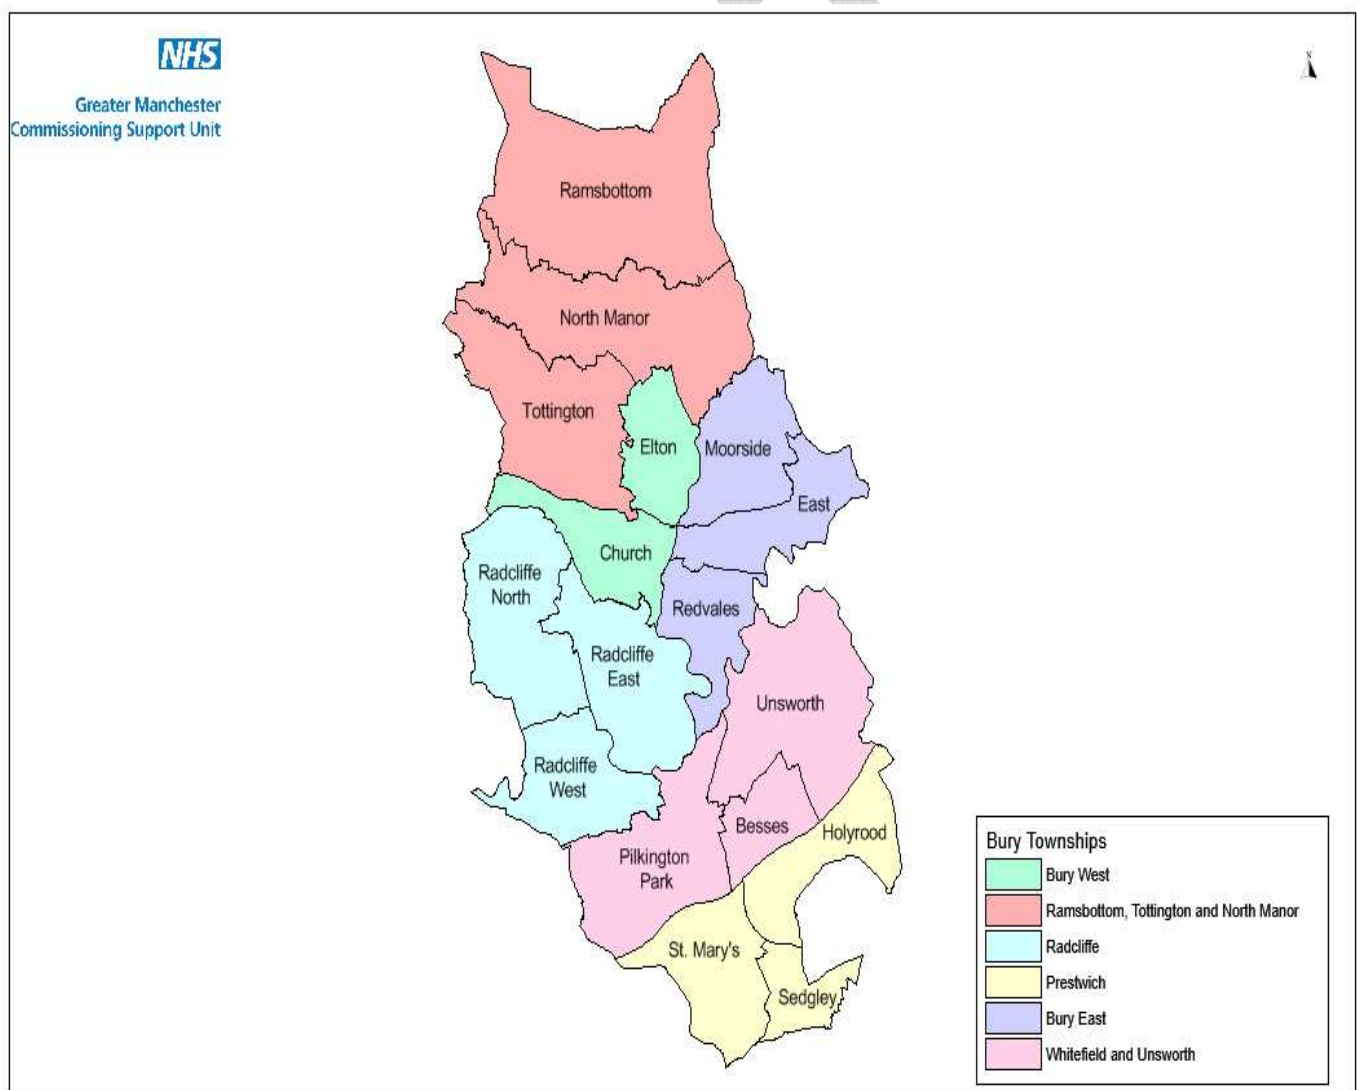 NHS
Greater Manchester
Commissioning Support Unit
N
Ramsbottom
North Manor
Tottington
Elton
Moorside
East
Church
Radcliffe
North
Redvales
Radcliffe
East
Unsworth
Radcliffe
West
Besses
Holyrood
Pilkington
Park
St. Mary's
Sedgley
Bury Townships
Bury West
Ramsbottom, Tottington and North Manor
Radcliffe
Prestwich
Bury East
Whitefield and Unsworth